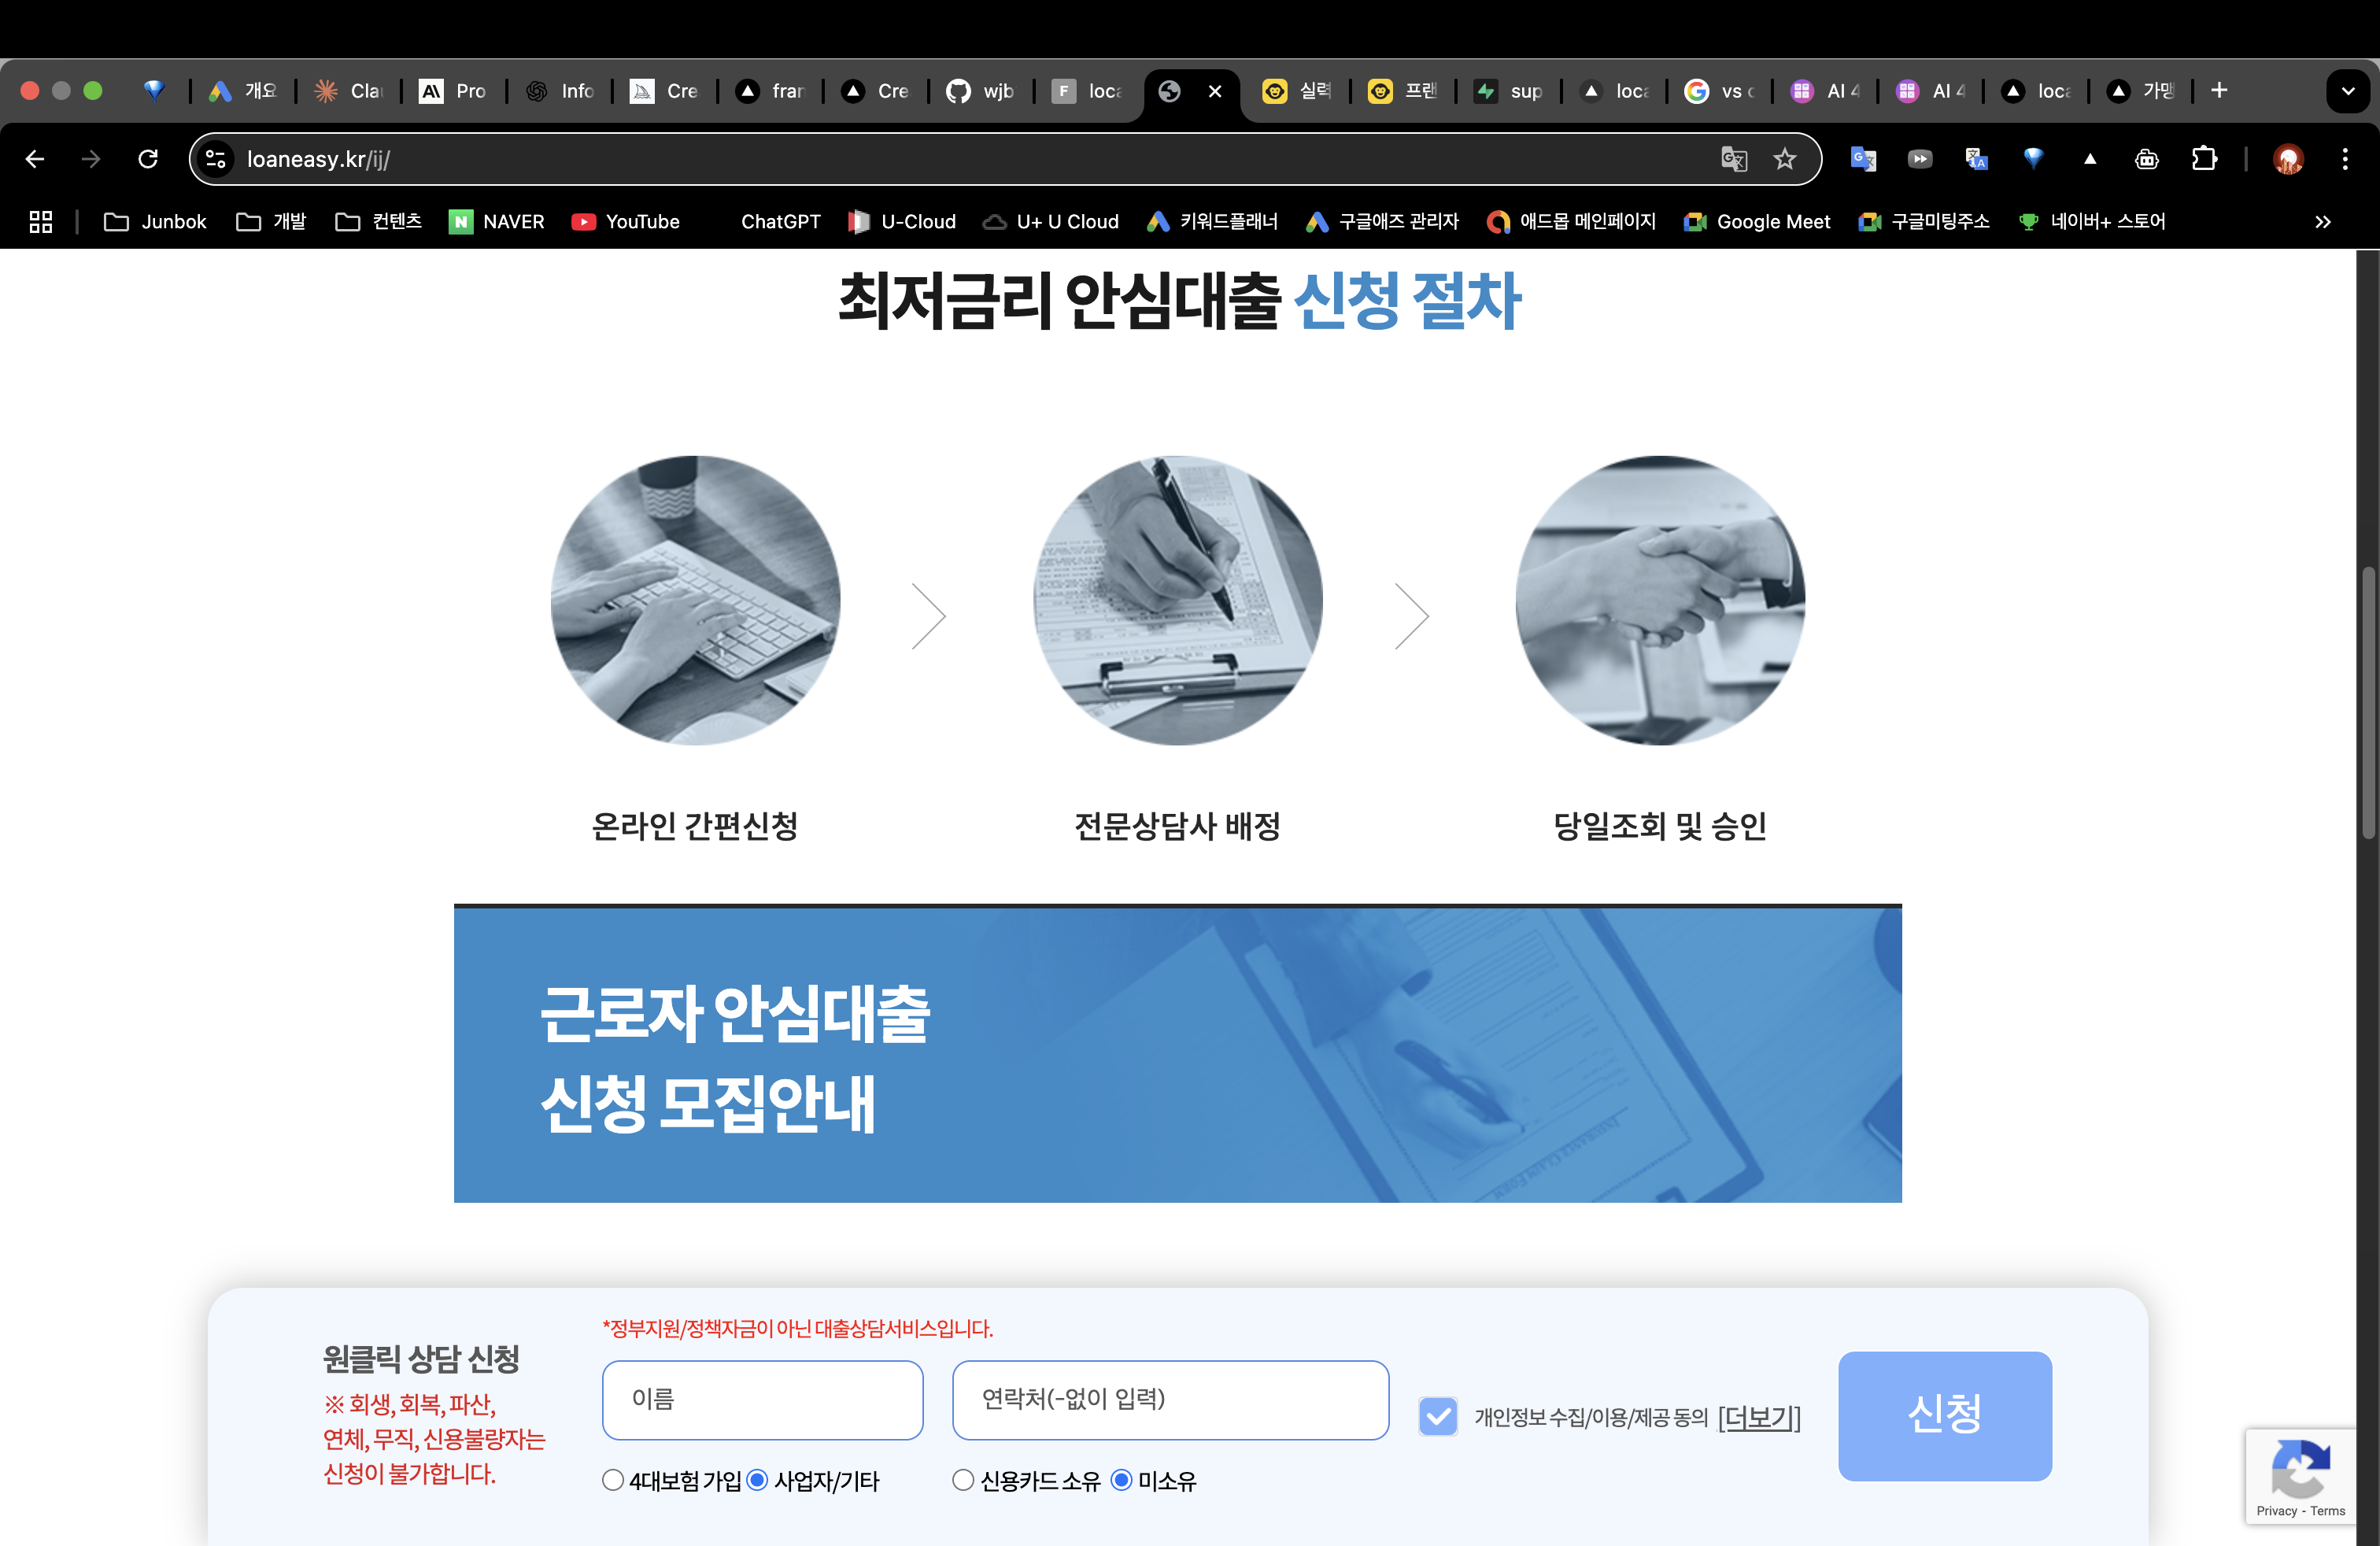 개요
Cla
Pro
Info
Cre
fran
Cre
wjb
loca
실력
프랜
sup
loca
vs c
AI 4
AI 4
loca
가맹
loaneasy.kr/ij/
Junbok
개발
컨텐츠
NAVER
YouTube
ChatGPT
U-Cloud
U+ U Cloud
키워드플래너
구글애즈 관리자
애드몹 메인페이지
Google Meet
구글미팅주소
네이버+ 스토어
최저금리 안심대출 신청 절차
온라인 간편신청
전문상담사 배정
당일조회 및 승인
근로자 안심대출
신청 모집안내
*정부지원/정책자금이 아닌 대출상담서비스입니다.
원클릭 상담 신청
※ 회생, 회복, 파산,
연체, 무직, 신용불량자는
신청이 불가합니다.
이름
연락처(-없이 입력)
개인정보 수집/이용/제공 동의 [더보기]
신청
4대보험 가입 사업자/기타
신용카드 소유 미소유
Privacy - Terms